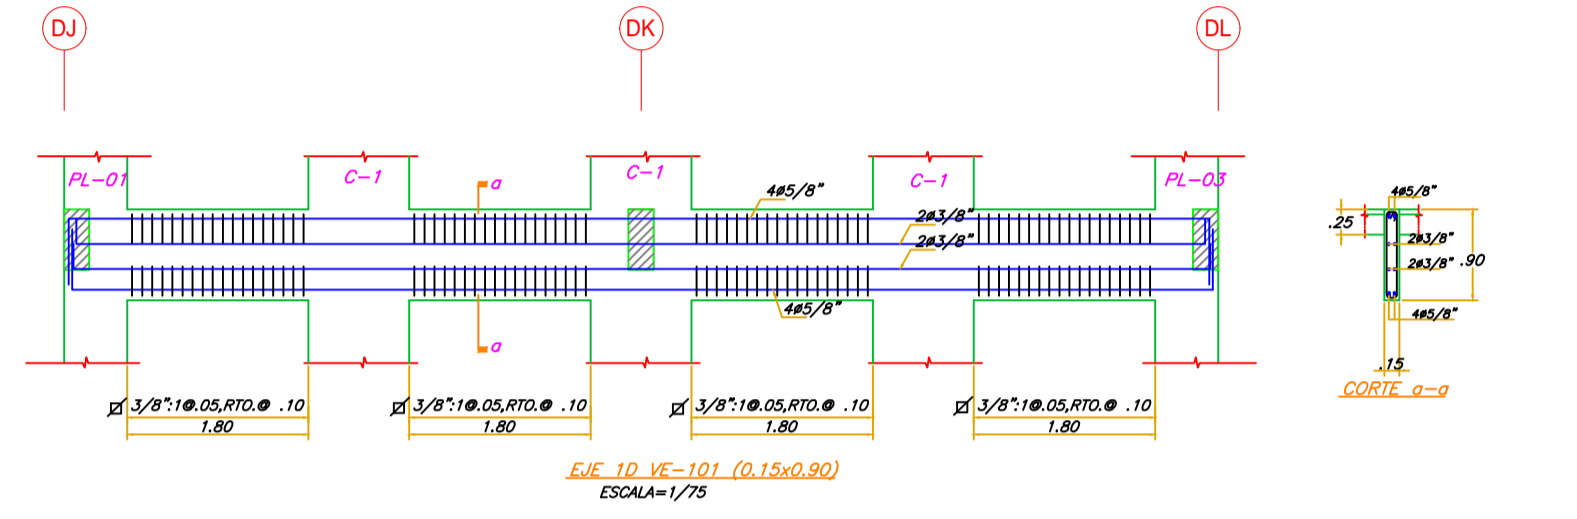 DJ
DK
DL
PL-01
C-1
C-1
C-1
PL-03
a
4ø5/8"
2ø3/8"
2ø3/8"
4ø5/8"
a
3/8":1@.05,RTO.@ .10
3/8":1@.05,RTO.@ .10
3/8":1@.05,RTO.@ .10
3/8":1@.05,RTO.@ .10
1.80
1.80
1.80
1.80
EJE 1D VE-101 (0.15x0.90)
ESCALA=1/75
4ø5/8"
.25
2ø3/8"
2ø3/8"
.90
4ø5/8"
.15
CORTE a-a